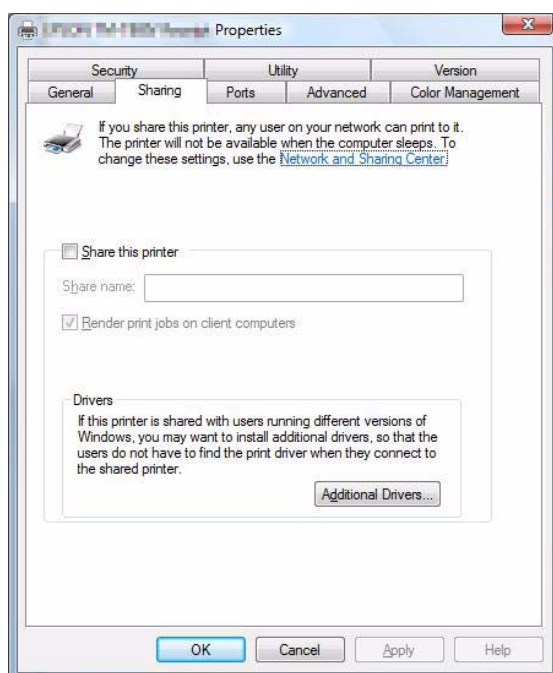 Properties
Security Utility Version
General Sharing Ports Advanced Color Management
If you share this printer, any user on your network can print to it.
The printer will not be available when the computer sleeps. To
change these settings, use the Network and Sharing Center.
Share this printer
Share name:
Render print jobs on client computers
Drivers
If this printer is shared with users running different versions of
Windows, you may want to install additional drivers, so that the
users do not have to find the print driver when they connect to
the shared printer.
Additional Drivers...
OK Cancel Apply Help